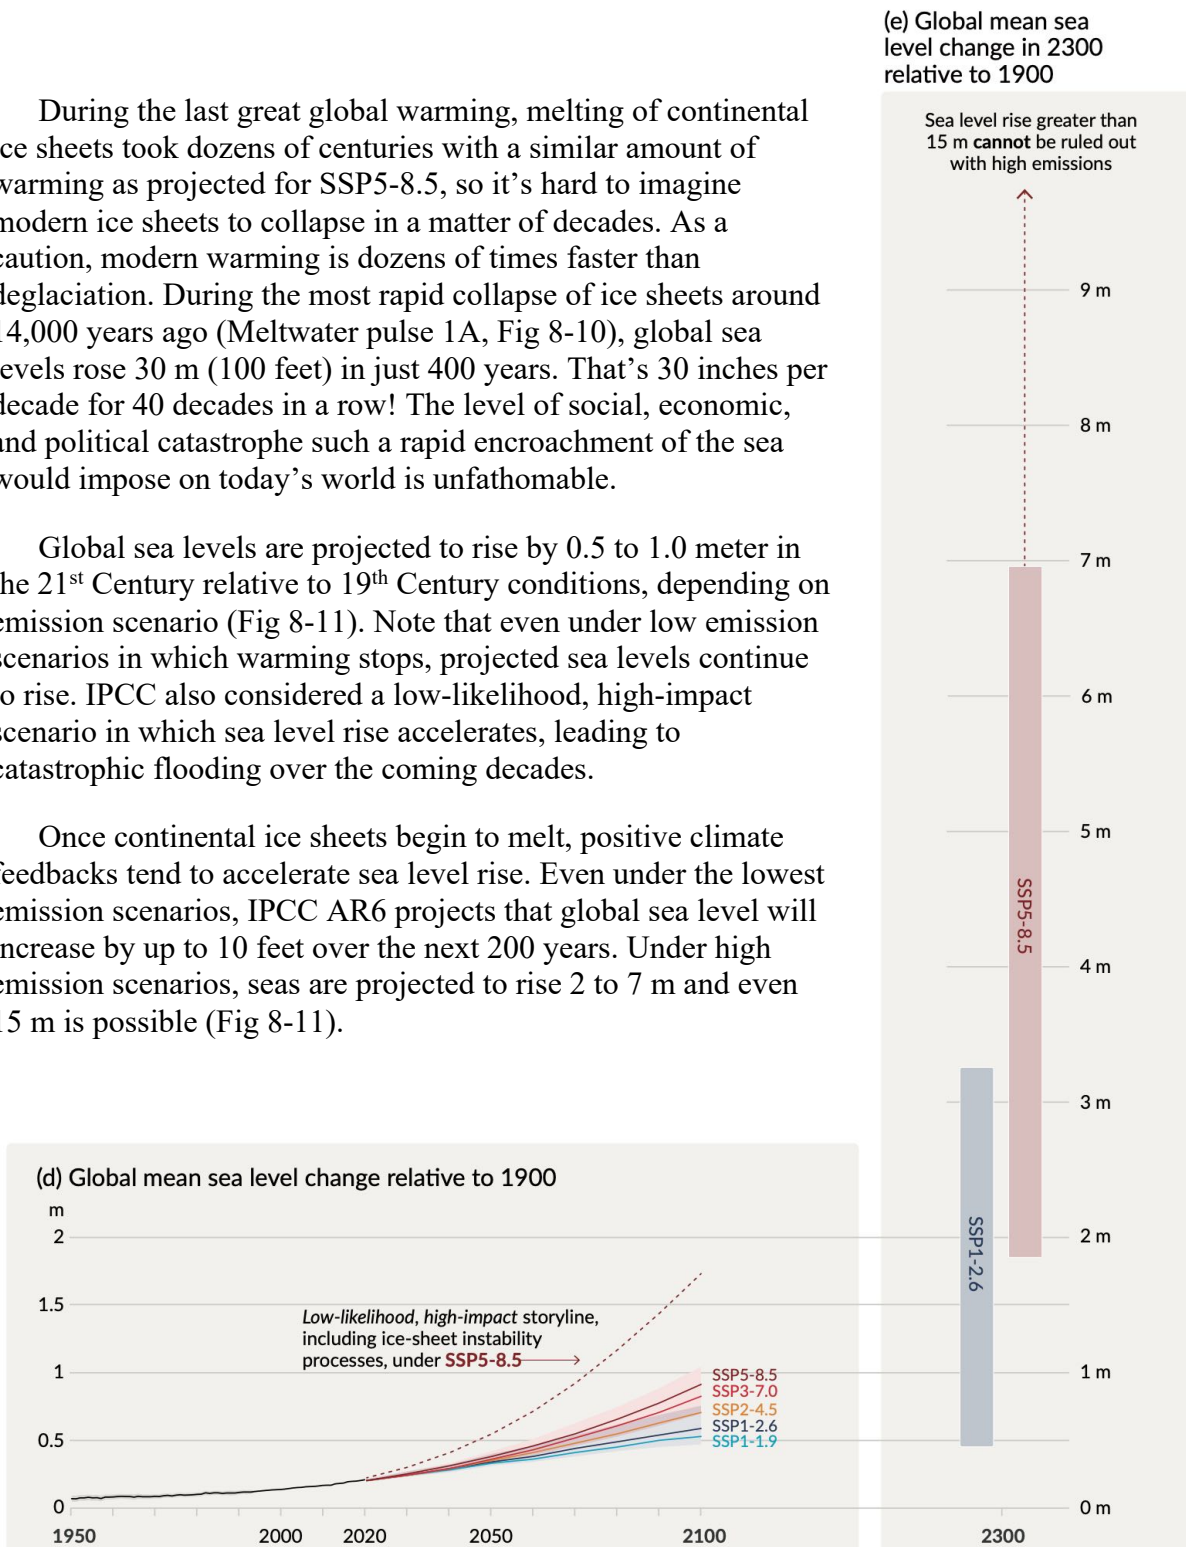 During the last great global warming, melting of continental
ce sheets took dozens of centuries with a similar amount of
warming as projected for SSP5-8.5, so it's hard to imagine
modern ice sheets to collapse in a matter of decades. As a
caution, modern warming is dozens of times faster than
deglaciation. During the most rapid collapse of ice sheets around
14,000 years ago (Meltwater pulse 1A, Fig 8-10), global sea
evels rose 30 m (100 feet) in just 400 years. That's 30 inches per
decade for 40 decades in a row! The level of social, economic,
and political catastrophe such a rapid encroachment of the sea
would impose on today's world is unfathomable.
Global sea levels are projected to rise by 0.5 to 1.0 meter in
he 21st Century relative to 19th Century conditions, depending on
emission scenario (Fig 8-11). Note that even under low emission
scenarios in which warming stops, projected sea levels continue
o rise. IPCC also considered a low-likelihood, high-impact
scenario in which sea level rise accelerates, leading to
catastrophic flooding over the coming decades.
Once continental ice sheets begin to melt, positive climate
feedbacks tend to accelerate sea level rise. Even under the lowest
emission scenarios, IPCC AR6 projects that global sea level will
ncrease by up to 10 feet over the next 200 years. Under high
emission scenarios, seas are projected to rise 2 to 7 m and even
15 m is possible (Fig 8-11).
(d) Global mean sea level change relative to 1900
m
2
1.5
1
0.5
0
Low-likelihood, high-impact storyline,
including ice-sheet instability
processes, under SSP5-8.5
SSP5-8.5
SSP3-7.0
SSP2-4.5
SSP1-2.6
SSP1-1.9
1950 2000 2020 2050 2100
(e) Global mean sea
level change in 2300
relative to 1900
Sea level rise greater than
15 m cannot be ruled out
with high emissions
9 m
8 m
7 m
6 m
5 m
4 m
3 m
2 m
1 m
0 m
SSP5-8.5
SSP1-2.6
2300